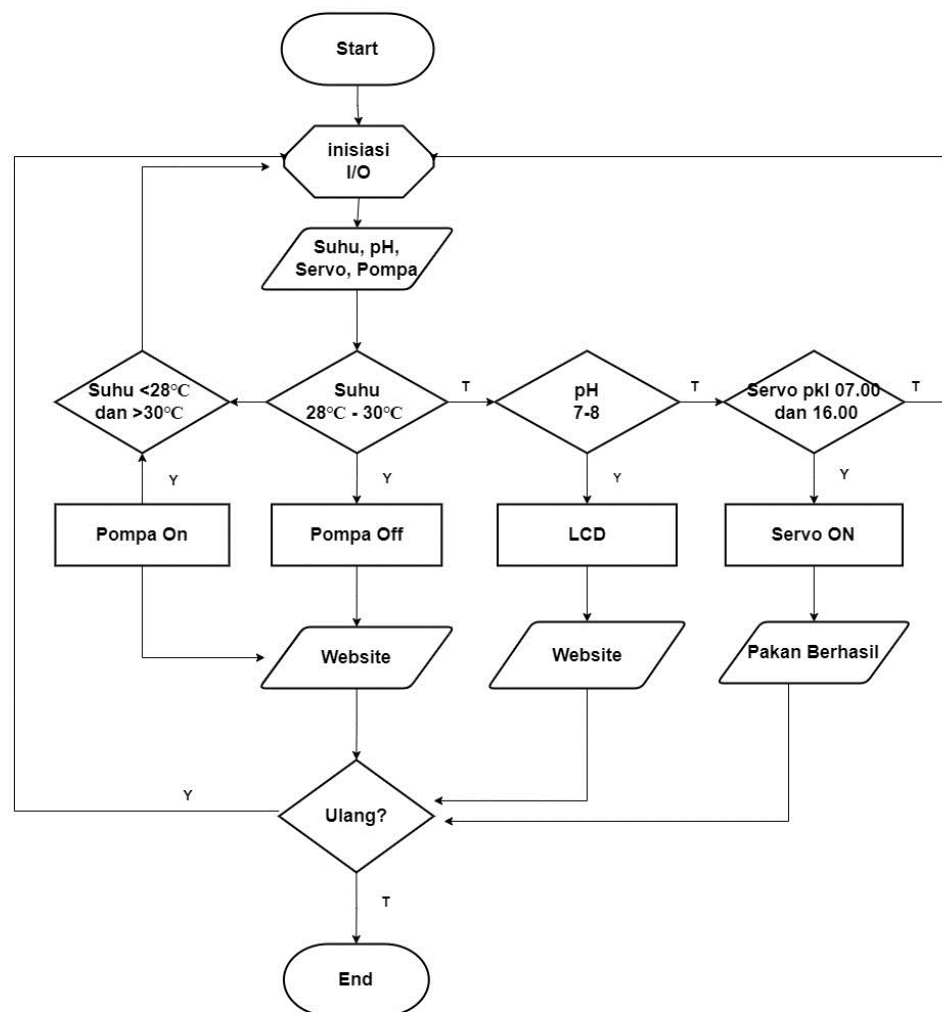 Start
inisiasi
I/O
Suhu, pH,
Servo, Pompa
Suhu <28°C
dan >30°C
Suhu
28°C - 30°C
T
pH
7-8
T
Servo pkl 07.00
dan 16.00
T
Y
Y
Y
Y
Pompa On
Pompa Off
LCD
Servo ON
Website
Website
Pakan Berhasil
Y
Ulang?
T
End